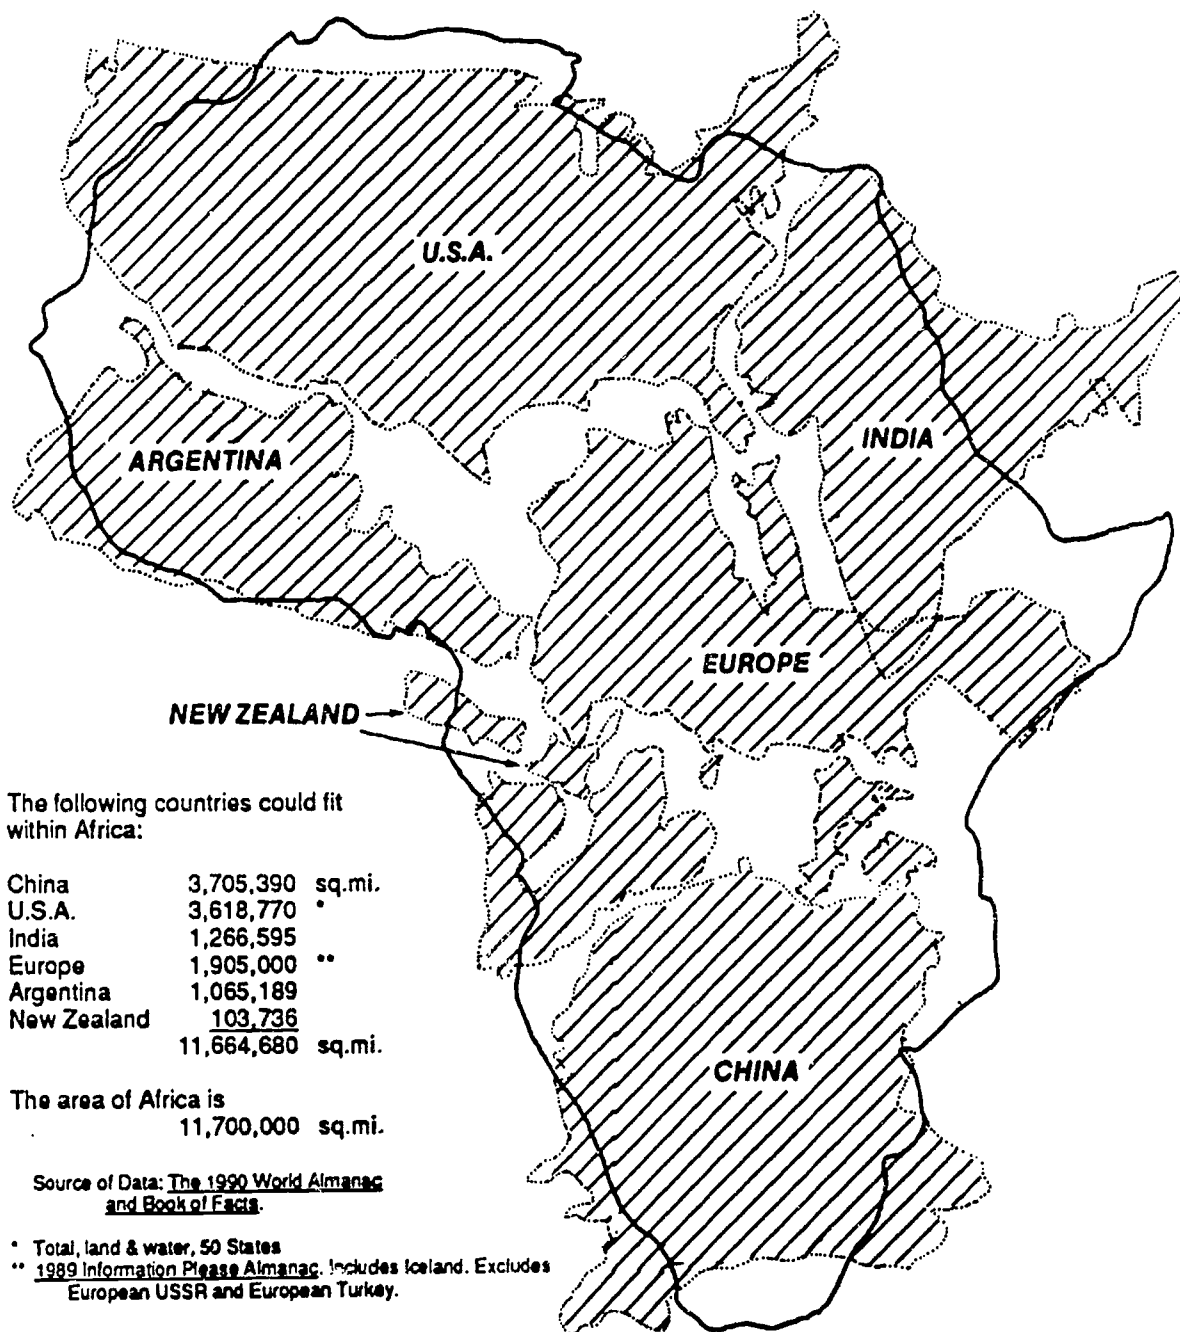 U.S.A.
INDIA
ARGENTINA
EUROPE
NEW ZEALAND
CHINA
The following countries could fit
within Africa:
China 3,705,390 sq.mi.
U.S.A. 3,618,770 *
India 1,266,595
Europe 1,905,000 **
Argentina 1,065,189
New Zealand 103,736
11,664,680 sq.mi.
The area of Africa is
11,700,000 sq.mi.
Source of Data: The 1990 World Almanac
and Book of Facts.
* Total, land & water, 50 States
** 1989 Information Please Almanac. Includes Iceland. Excludes
European USSR and European Turkey.